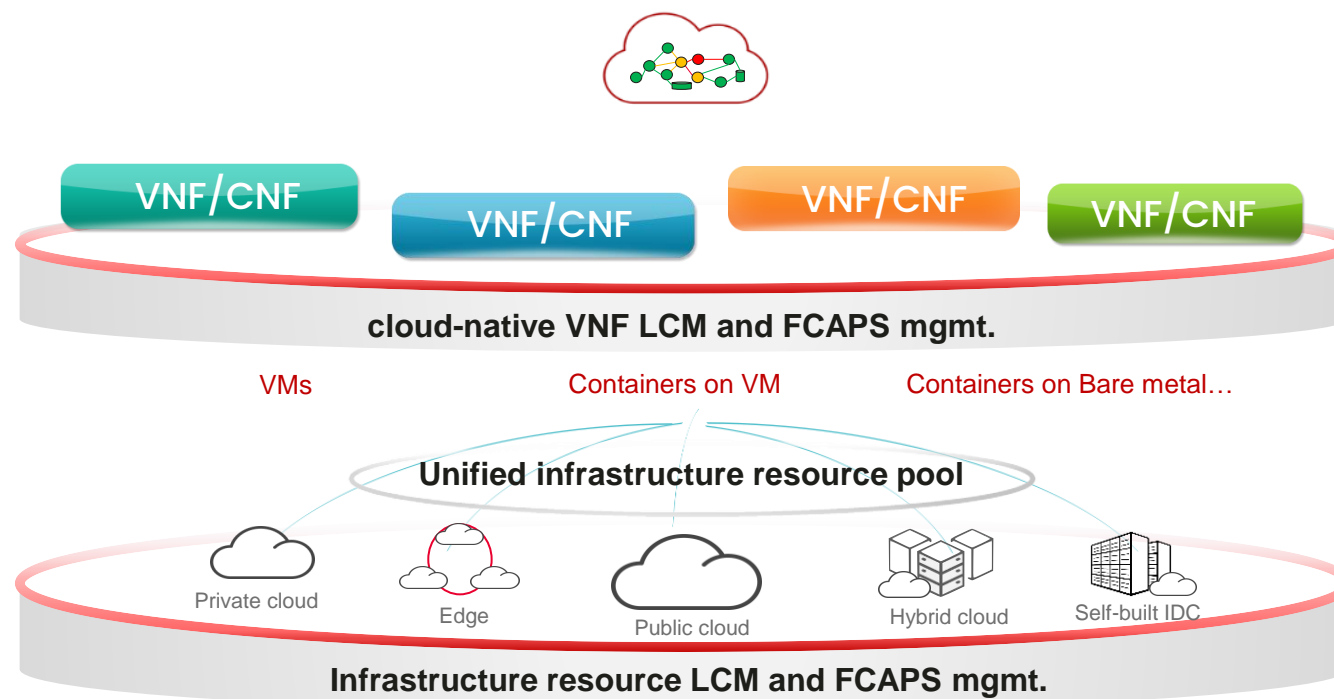 VNF/CNF
VNF/CNF
VNF/CNF
VNF/CNF
cloud-native VNF LCM and FCAPS mgmt.
VMs
Containers on VM
Containers on Bare metal…
Unified infrastructure resource pool
Private cloud
Edge
Public cloud
Hybrid cloud
Self-built IDC
Infrastructure resource LCM and FCAPS mgmt.